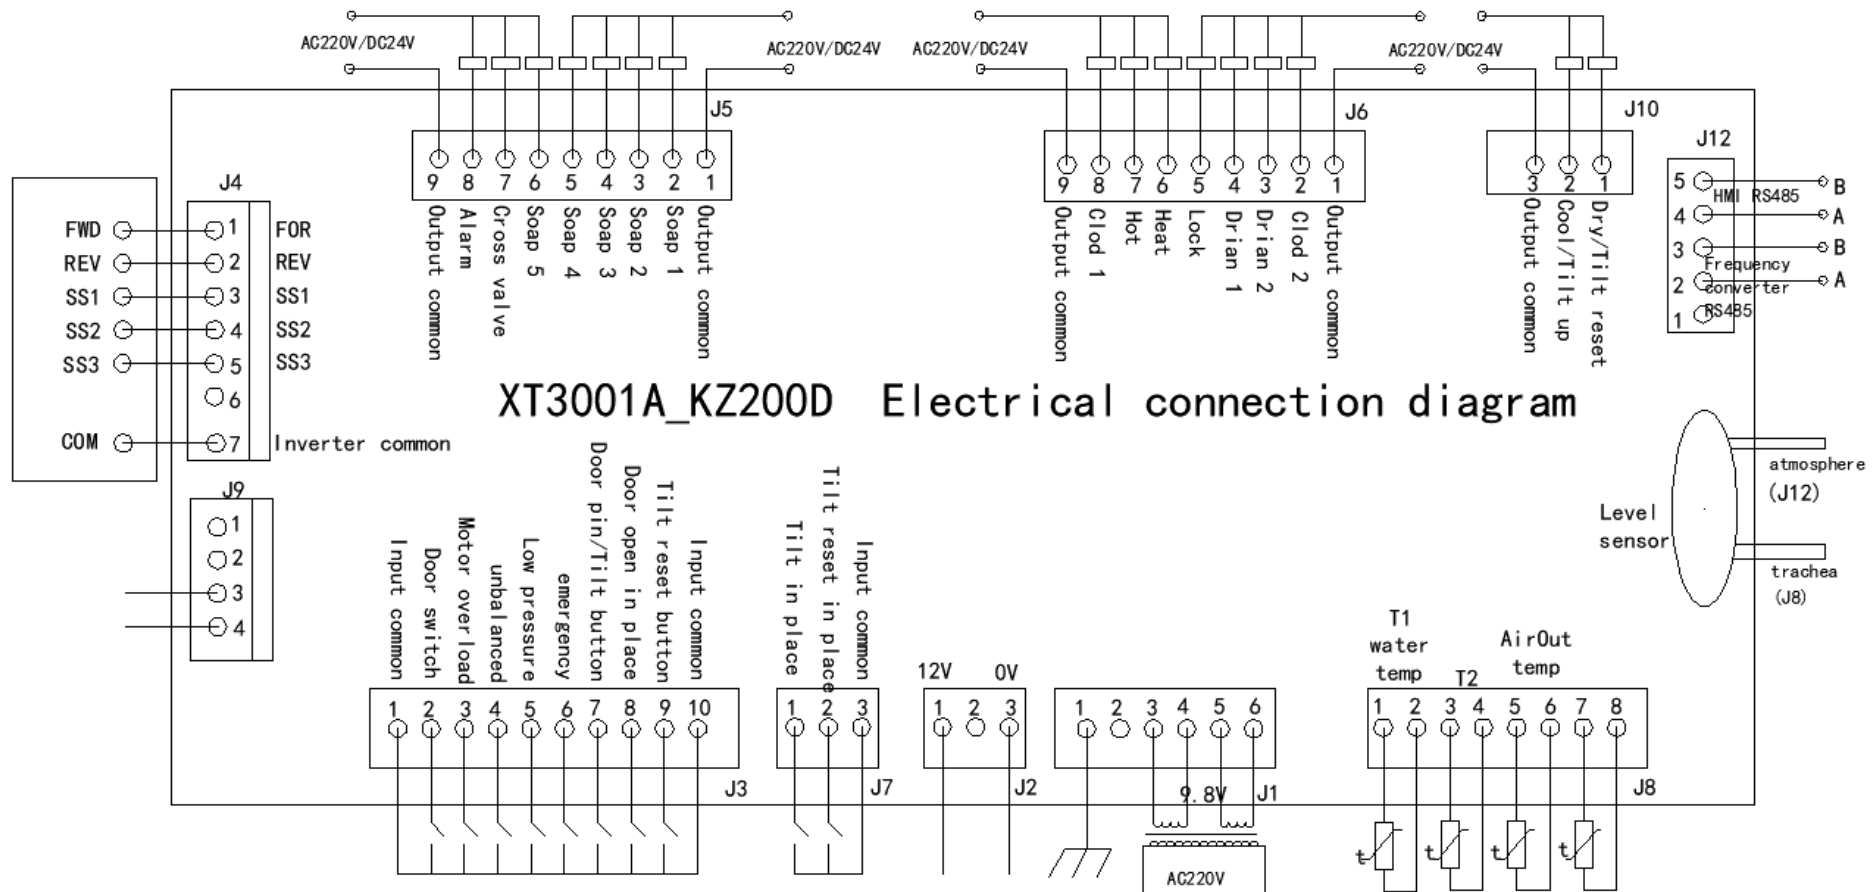 AC220V/DC24V
AC220V/DC24V
AC220V/DC24V
AC220V/DC24V
J5
9 8 7 6 5 4 3 2 1
Output common
Alarm
Cross valve
Soap 5
Soap 4
Soap 3
Soap 2
Soap 1
Output common
J6
9 8 7 6 5 4 3 2 1
Output common
Clod 1
Hot
Heat
Lock
Drian 1
Drian 2
Clod 2
Output common
J10
3 2 1
Output common
Cool/Tilt up
Dry/Tilt reset
J12
5
4
3
2
1
HMI RS485
Frequency
converter
RS485
B
A
B
A
J4
FWD 1 FOR
REV 2 REV
SS1 3 SS1
SS2 4 SS2
SS3 5 SS3
6
COM 7 Inverter common
XT3001A_KZ200D Electrical connection diagram
J9
1
2
3
4
Input common
Door switch
Motor overload
unbalanced
Low pressure
emergency
Door pin/Tilt button
Door open in place
Tilt reset button
Input common
1 2 3 4 5 6 7 8 9 10
J3
Tilt in place
Tilt reset in place
Input common
1 2 3
J7
12V 0V
1 2 3
J2
1 2 3 4 5 6
9.8V
J1
AC220V
Level
sensor
atmosphere
(J12)
trachea
(J8)
T1
water
temp
T2
AirOut
temp
1 2 3 4 5 6 7 8
J8
t t t t